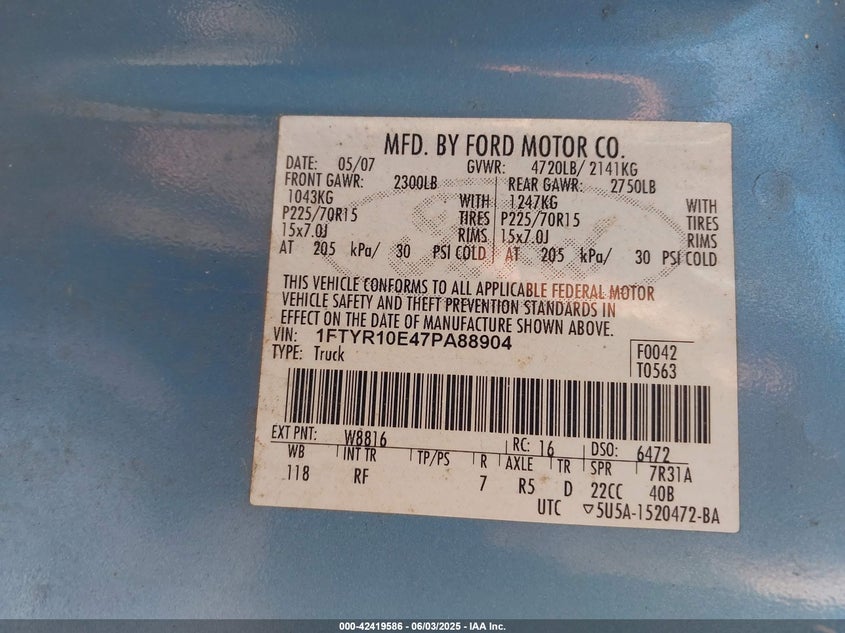 MFD. BY FORD MOTOR CO.
DATE: 05/07 GVWR: 4720LB/ 2141KG
FRONT GAWR: 2300LB REAR GAWR: 2750LB
1043KG WITH 1247KG WITH
P225/70R15 TIRES P225/70R15 TIRES
15x7.0J RIMS 15x7.0J RIMS
AT 205 kPa/ 30 PSI COLD AT 205 kPa/ 30 PSI COLD
THIS VEHICLE CONFORMS TO ALL APPLICABLE FEDERAL MOTOR
VEHICLE SAFETY AND THEFT PREVENTION STANDARDS IN
EFFECT ON THE DATE OF MANUFACTURE SHOWN ABOVE.
VIN: 1FTYR10E47PA88904
TYPE: Truck
F0042
T0563
EXT PNT: W8816 RC: 16 DSO: 6472
WB INT TR TP/PS R AXLE TR SPR 7R31A
118 RF 7 R5 D 22CC 40B
UTC ▽5U5A-1520472-BA
000-42419586 - 06/03/2025 - IAA Inc.